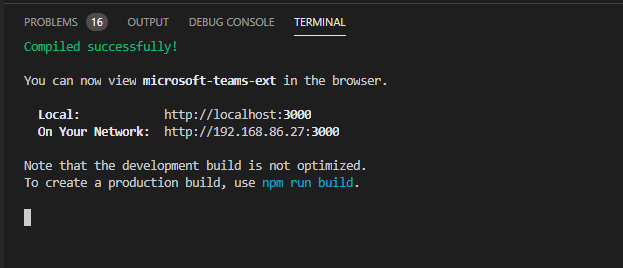 PROBLEMS 16 OUTPUT DEBUG CONSOLE TERMINAL
Compiled successfully!
You can now view microsoft-teams-ext in the browser.
Local: http://localhost:3000
On Your Network: http://192.168.86.27:3000
Note that the development build is not optimized.
To create a production build, use npm run build.